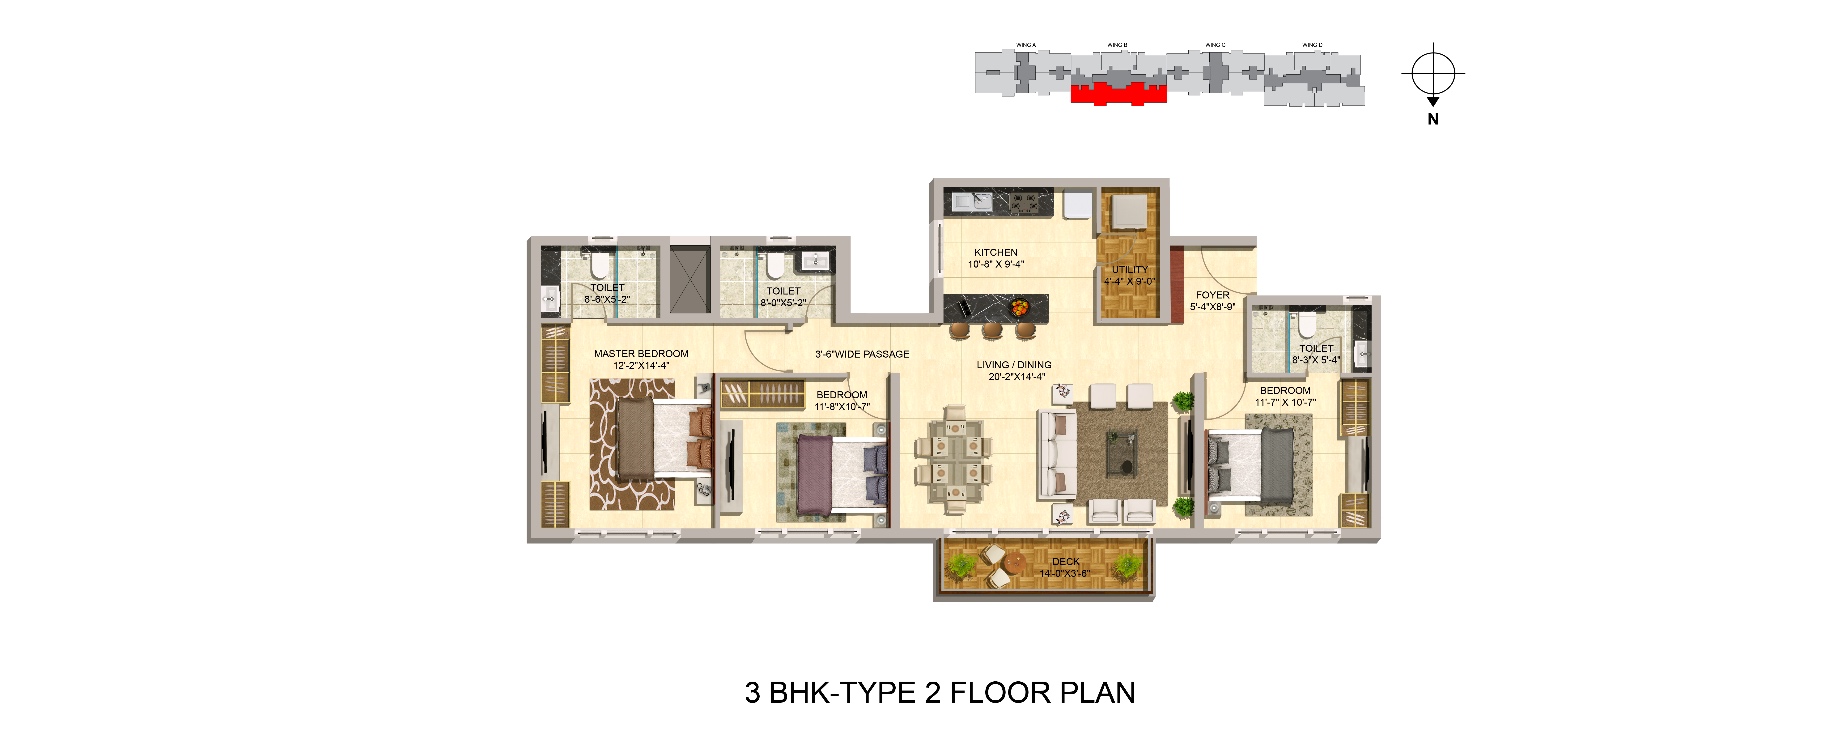 WING A
WING B
WING C
WING D
N
KITCHEN
10'-8" X 9'-4"
UTILITY
4'-4" X 9'-0"
FOYER
5'-4"X8'-9"
TOILET
8'-6"X5'-2"
TOILET
8'-0"X5'-2"
TOILET
8'-3"X 5'-4"
MASTER BEDROOM
12'-2"X14'-4"
3'-6"WIDE PASSAGE
LIVING / DINING
20'-2"X14'-4"
BEDROOM
11'-8"X10'-7"
BEDROOM
11'-7" X 10'-7"
DECK
14'-0"X3'-6"
3 BHK-TYPE 2 FLOOR PLAN